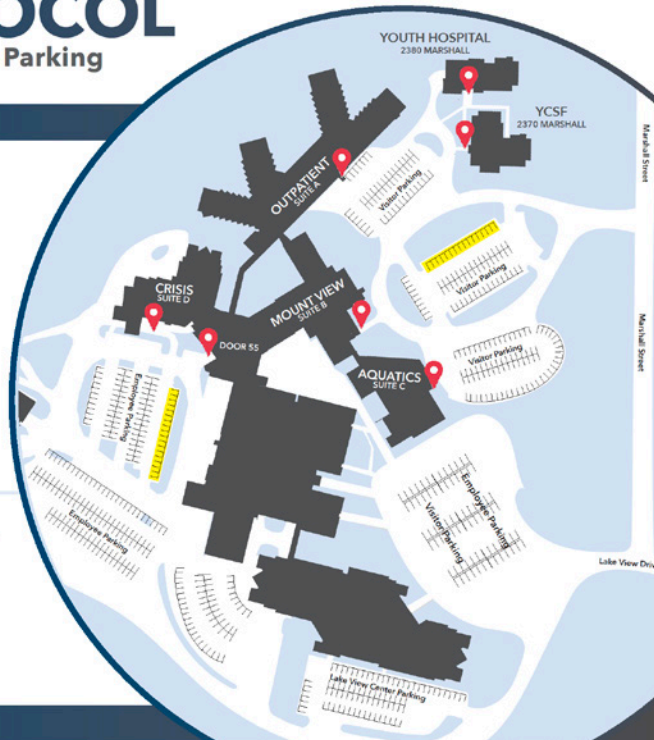 OCOL
Parking
YOUTH HOSPITAL
2380 MARSHALL
YCSF
2370 MARSHALL
Marshall Street
OUTPATIENT
SUITE A
Visitor Parking
Visitor Parking
CRISIS
SUITE D
MOUNT VIEW
SUITE B
DOOR 55
Marshall Street
Visitor Parking
AQUATICS
SUITE C
Employee Parking
Employee Parking
Visitor Parking
Employee Parking
Lake View Driv
Lake View Center Parking